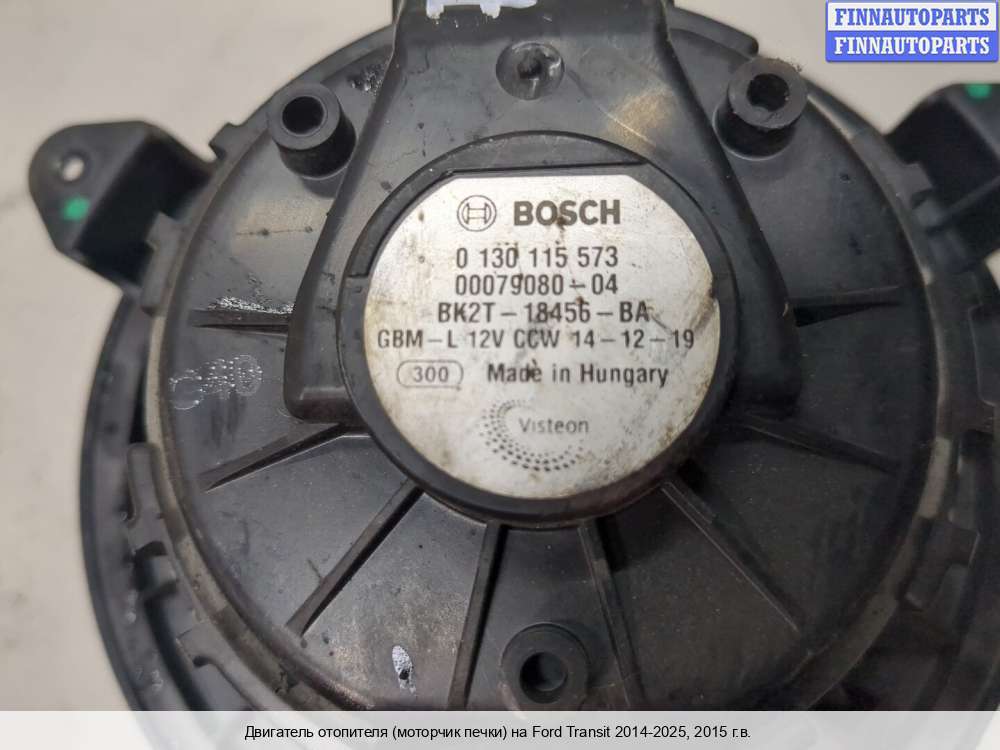 FINNAUTOPARTS
FINNAUTOPARTS
BOSCH
0 130 115 573
00079080-04
BK2T-18456-BA
GBM-L 12V CCW 14-12-19
300 Made in Hungary
Visteon
Двигатель отопителя (моторчик печки) на Ford Transit 2014-2025, 2015 г.в.